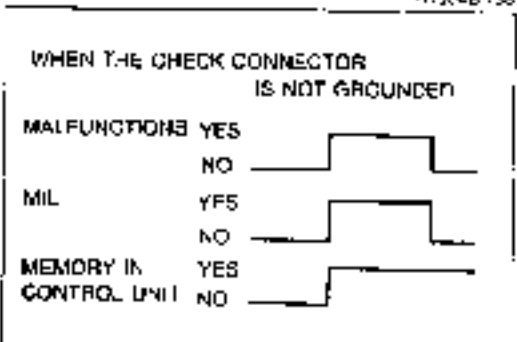 WHEN THE CHECK CONNECTOR
IS NOT GROUNDED
MALFUNCTIONS YES
NO
MIL YES
NO
MEMORY IN YES
CONTROL UNIT NO